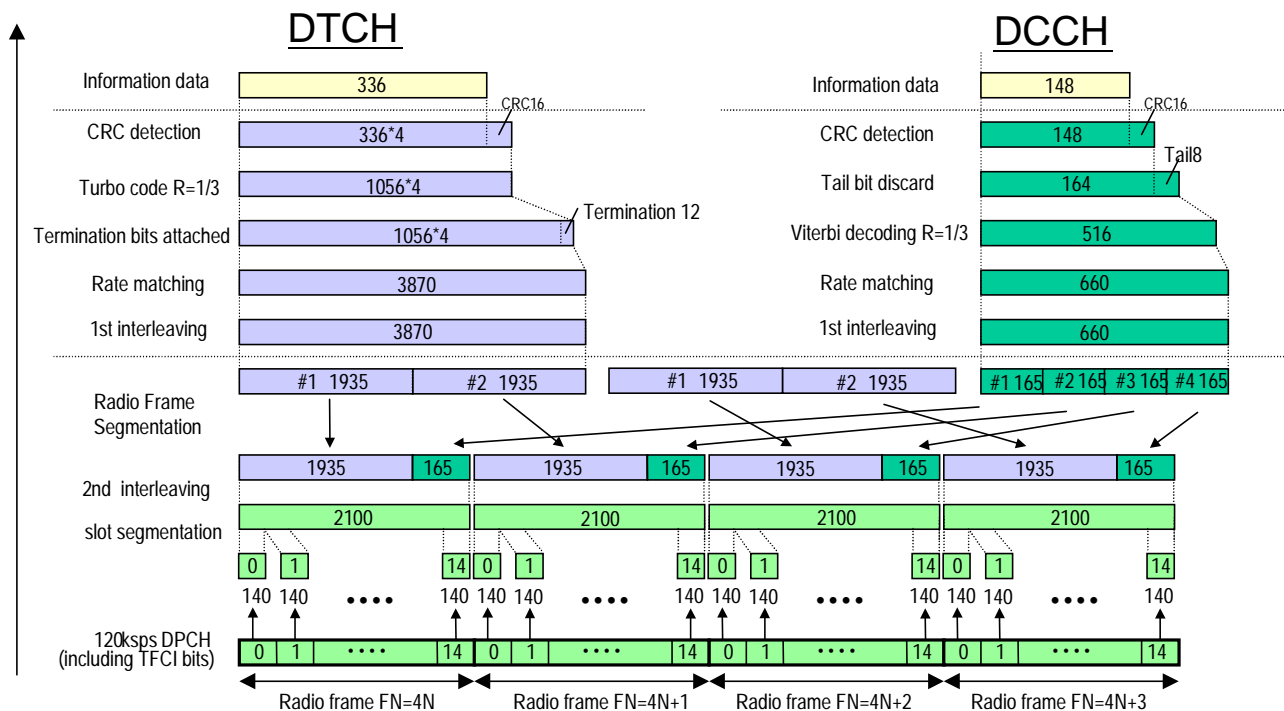 DTCH
DCCH
Information data
336
Information data
148
CRC16
CRC16
CRC detection
336*4
CRC detection
148
Tail8
Turbo code R=1/3
1056*4
Tail bit discard
164
Termination 12
Termination bits attached
1056*4
Viterbi decoding R=1/3
516
Rate matching
3870
Rate matching
660
1st interleaving
3870
1st interleaving
660
#1 1935
#2 1935
#1 1935
#2 1935
#1 165
#2 165
#3 165
#4 165
Radio Frame
Segmentation
1935
165
1935
165
1935
165
1935
165
2nd interleaving
2100
2100
2100
2100
slot segmentation
0 1 14 0 1 14 0 1 14 0 1 14
140 140 •••• 140 140 140 •••• 140 140 140 •••• 140 140 140 •••• 140
120ksps DPCH
(including TFCI bits)
0 1 •••• 14 0 1 •••• 14 0 1 •••• 14 0 1 •••• 14
Radio frame FN=4N
Radio frame FN=4N+1
Radio frame FN=4N+2
Radio frame FN=4N+3